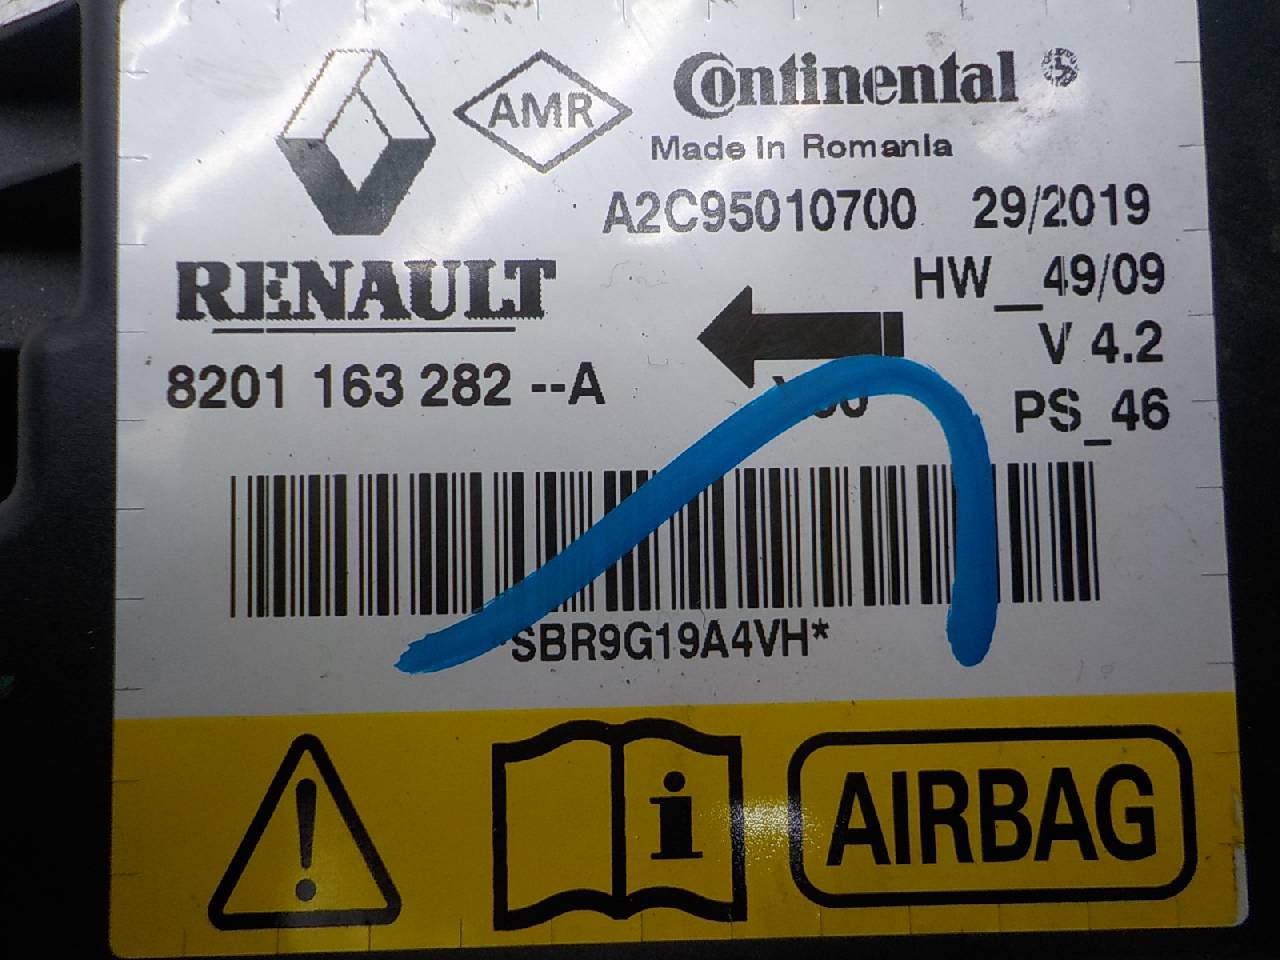 AMR
Continental
Made In Romania
A2C95010700 29/2019
RENAULT
HW_49/09
V 4.2
8201 163 282 --A
PS_46
*SBR9G19A4VH*
AIRBAG